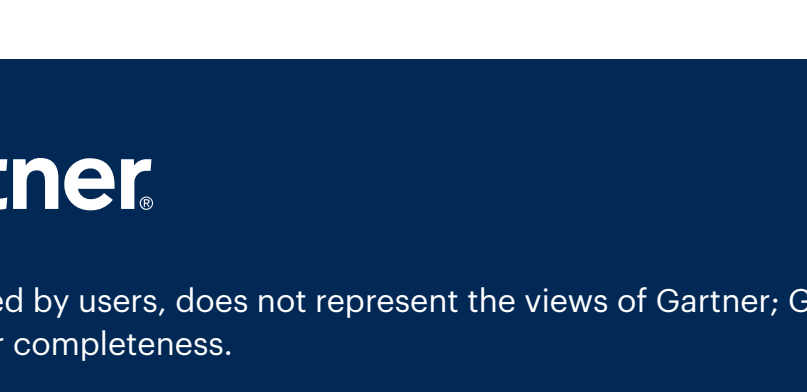 tner®
ed by users, does not represent the views of Gartner; G
r completeness.